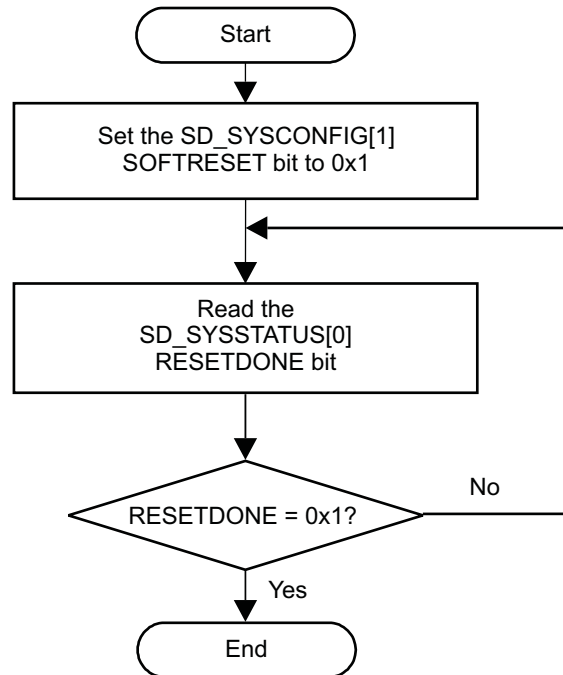 Start
Set the SD_SYSCONFIG[1]
SOFTRESET bit to 0x1
Read the
SD_SYSSTATUS[0]
RESETDONE bit
RESETDONE = 0x1?
No
Yes
End